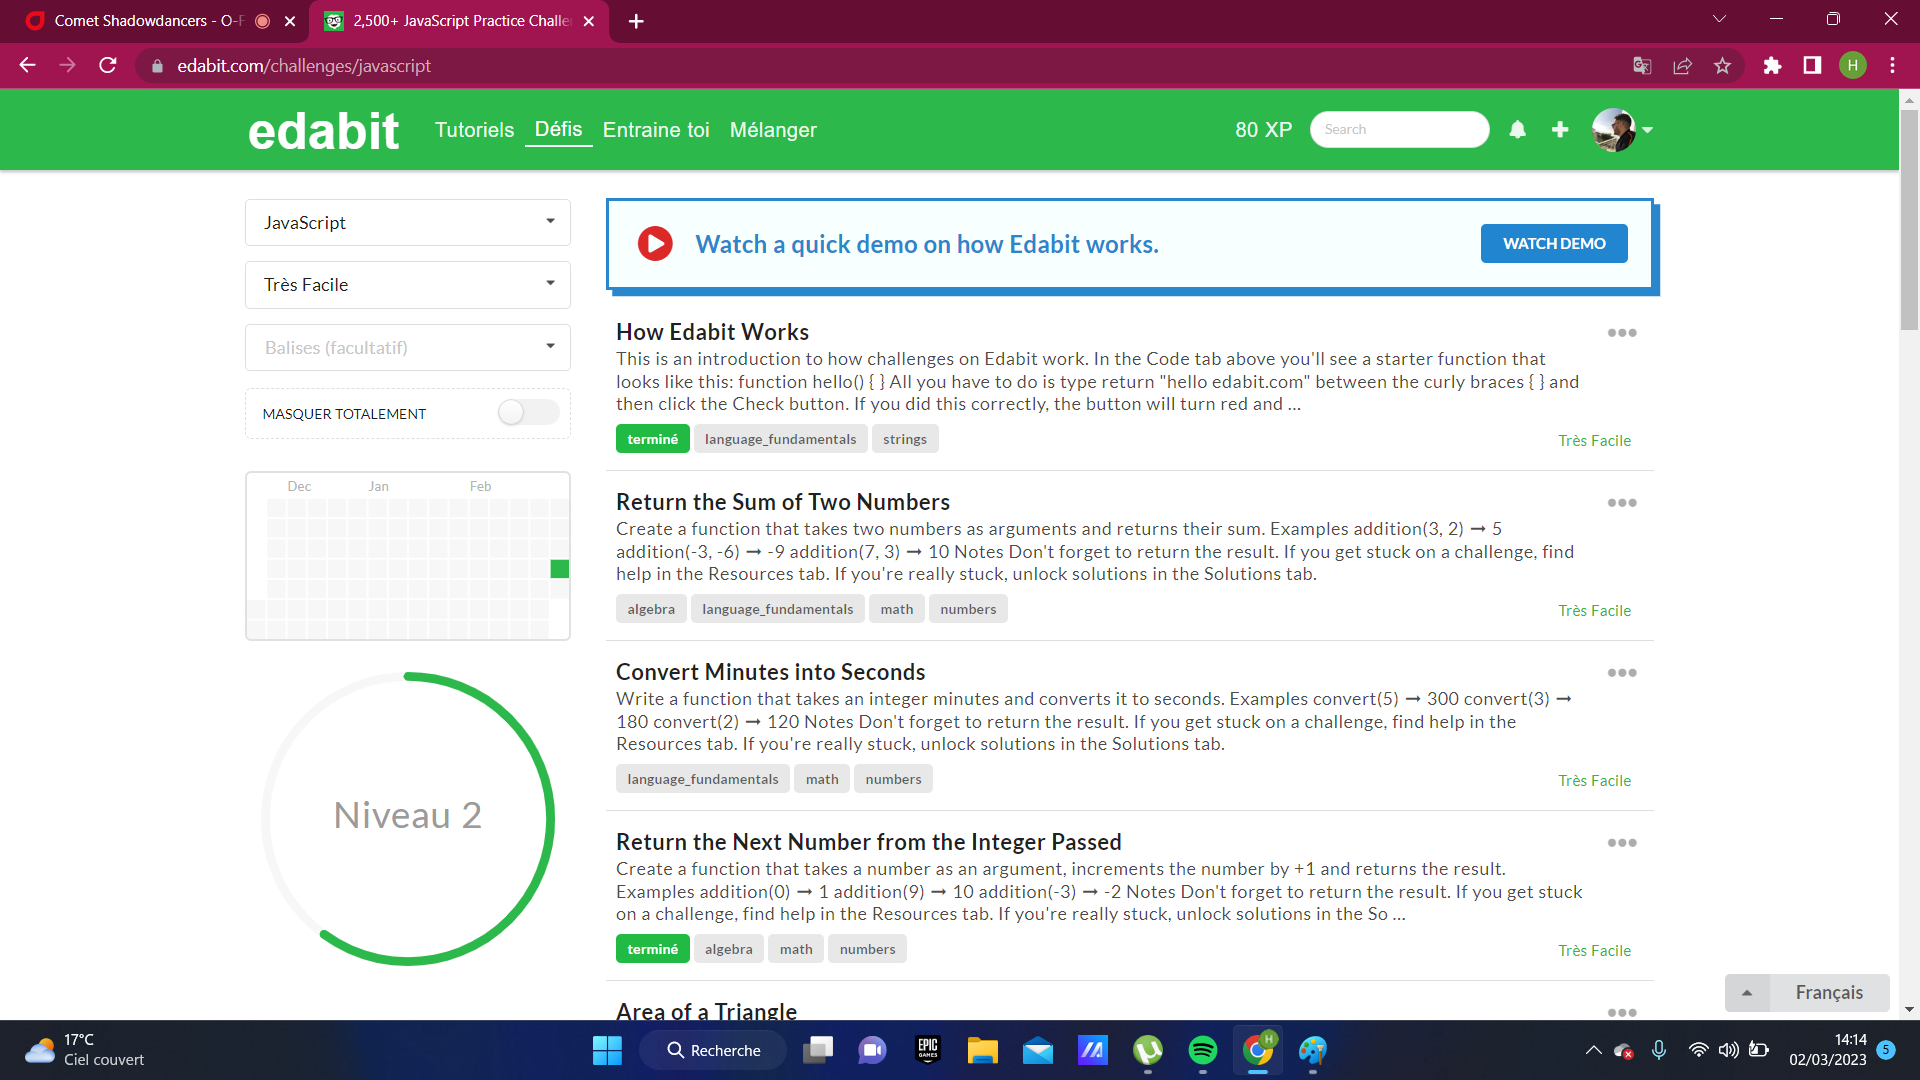 Comet Shadowdancers - O-F
2,500+ JavaScript Practice Challe
edabit.com/challenges/javascript
H
edabit
Tutoriels
Défis
Entraine toi
Mélanger
80 XP
Search
JavaScript
Très Facile
Balises (facultatif)
MASQUER TOTALEMENT
Dec
Jan
Feb
Niveau 2
Watch a quick demo on how Edabit works.
WATCH DEMO
How Edabit Works
This is an introduction to how challenges on Edabit work. In the Code tab above you'll see a starter function that
looks like this: function hello() { } All you have to do is type return "hello edabit.com" between the curly braces { } and
then click the Check button. If you did this correctly, the button will turn red and ...
terminé language_fundamentals strings
Très Facile
Return the Sum of Two Numbers
Create a function that takes two numbers as arguments and returns their sum. Examples addition(3, 2) ➞ 5
addition(-3, -6) ➞ -9 addition(7, 3) ➞ 10 Notes Don't forget to return the result. If you get stuck on a challenge, find
help in the Resources tab. If you're really stuck, unlock solutions in the Solutions tab.
algebra language_fundamentals math numbers
Très Facile
Convert Minutes into Seconds
Write a function that takes an integer minutes and converts it to seconds. Examples convert(5) ➞ 300 convert(3) ➞
180 convert(2) ➞ 120 Notes Don't forget to return the result. If you get stuck on a challenge, find help in the
Resources tab. If you're really stuck, unlock solutions in the Solutions tab.
language_fundamentals math numbers
Très Facile
Return the Next Number from the Integer Passed
Create a function that takes a number as an argument, increments the number by +1 and returns the result.
Examples addition(0) ➞ 1 addition(9) ➞ 10 addition(-3) ➞ -2 Notes Don't forget to return the result. If you get stuck
on a challenge, find help in the Resources tab. If you're really stuck, unlock solutions in the So ...
terminé algebra math numbers
Très Facile
Area of a Triangle
Français
17°C
Ciel couvert
Recherche
EPIC
GAMES
H
14:14
02/03/2023
5